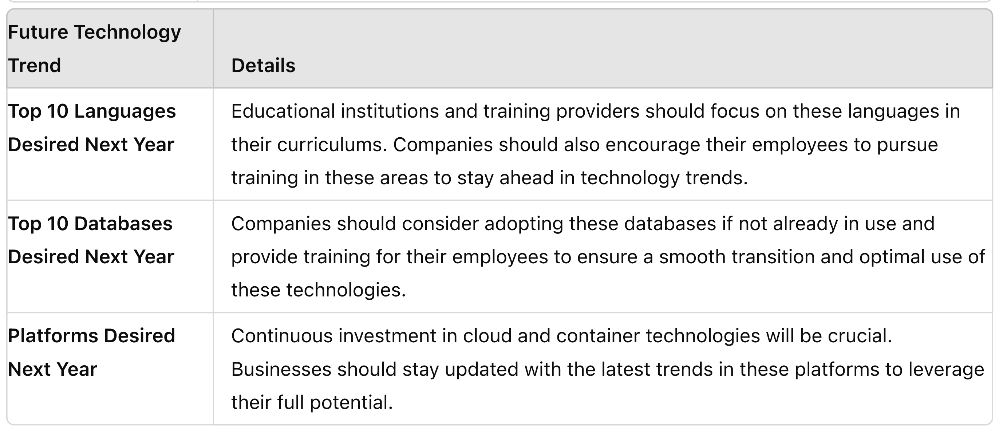 Future Technology
Trend
Details
Top 10 Languages
Desired Next Year
Educational institutions and training providers should focus on these languages in
their curriculums. Companies should also encourage their employees to pursue
training in these areas to stay ahead in technology trends.
Top 10 Databases
Desired Next Year
Companies should consider adopting these databases if not already in use and
provide training for their employees to ensure a smooth transition and optimal use of
these technologies.
Platforms Desired
Next Year
Continuous investment in cloud and container technologies will be crucial.
Businesses should stay updated with the latest trends in these platforms to leverage
their full potential.